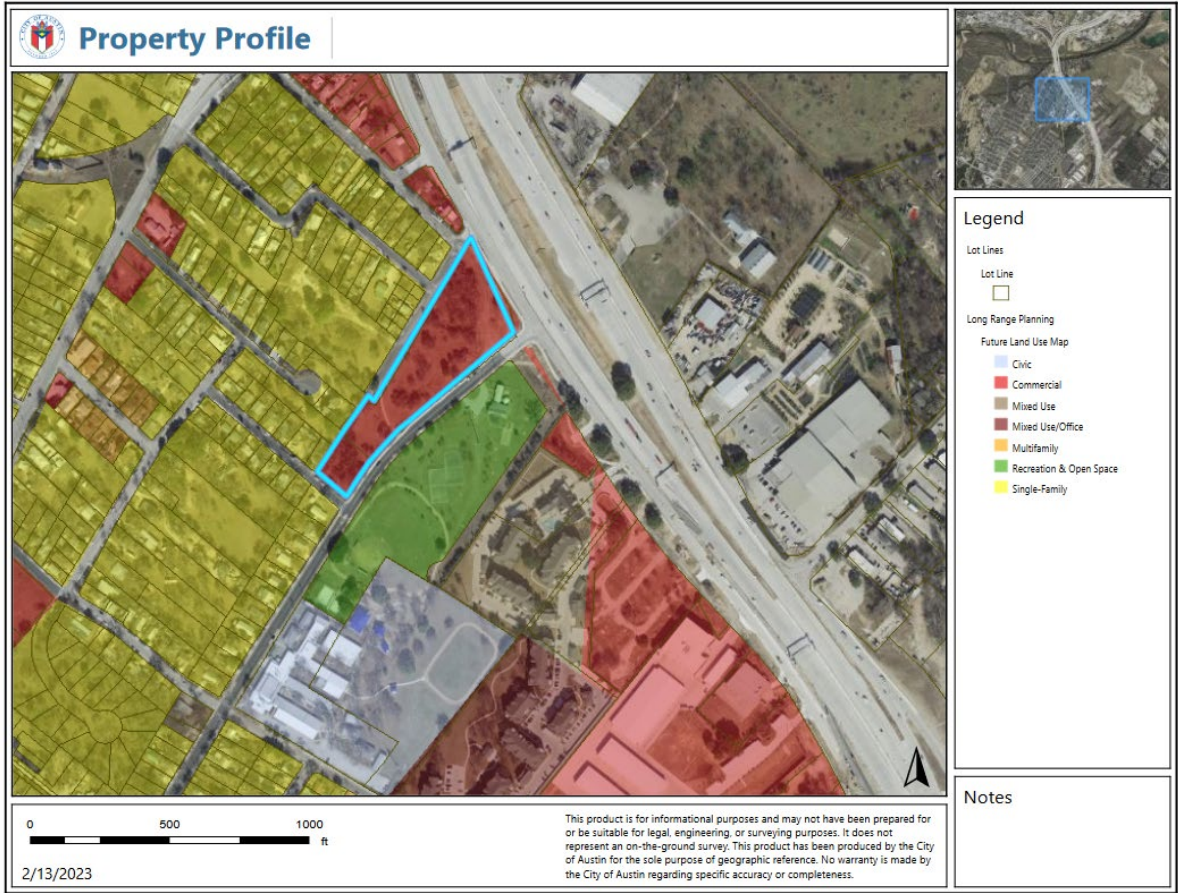 CITY OF AUSTIN
Property Profile
Legend
Lot Lines
Lot Line
Long Range Planning
Future Land Use Map
Civic
Commercial
Mixed Use
Mixed Use/Office
Multifamily
Recreation & Open Space
Single-Family
Notes
0 500 1000
ft
2/13/2023
This product is for informational purposes and may not have been prepared for
or be suitable for legal, engineering, or surveying purposes. It does not
represent an on-the-ground survey. This product has been produced by the City
of Austin for the sole purpose of geographic reference. No warranty is made by
the City of Austin regarding specific accuracy or completeness.